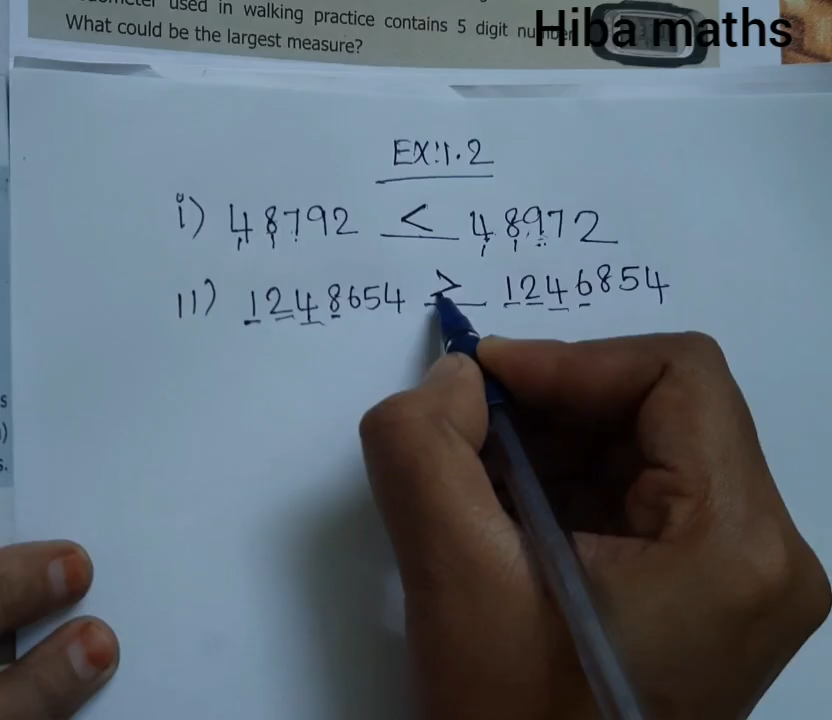 used in walking practice contains 5 digit
Hiba maths
What could be the largest measure?
EX:1.2
i) 48792 < 48972
ii) 1248654 > 1246854
s
)
s.